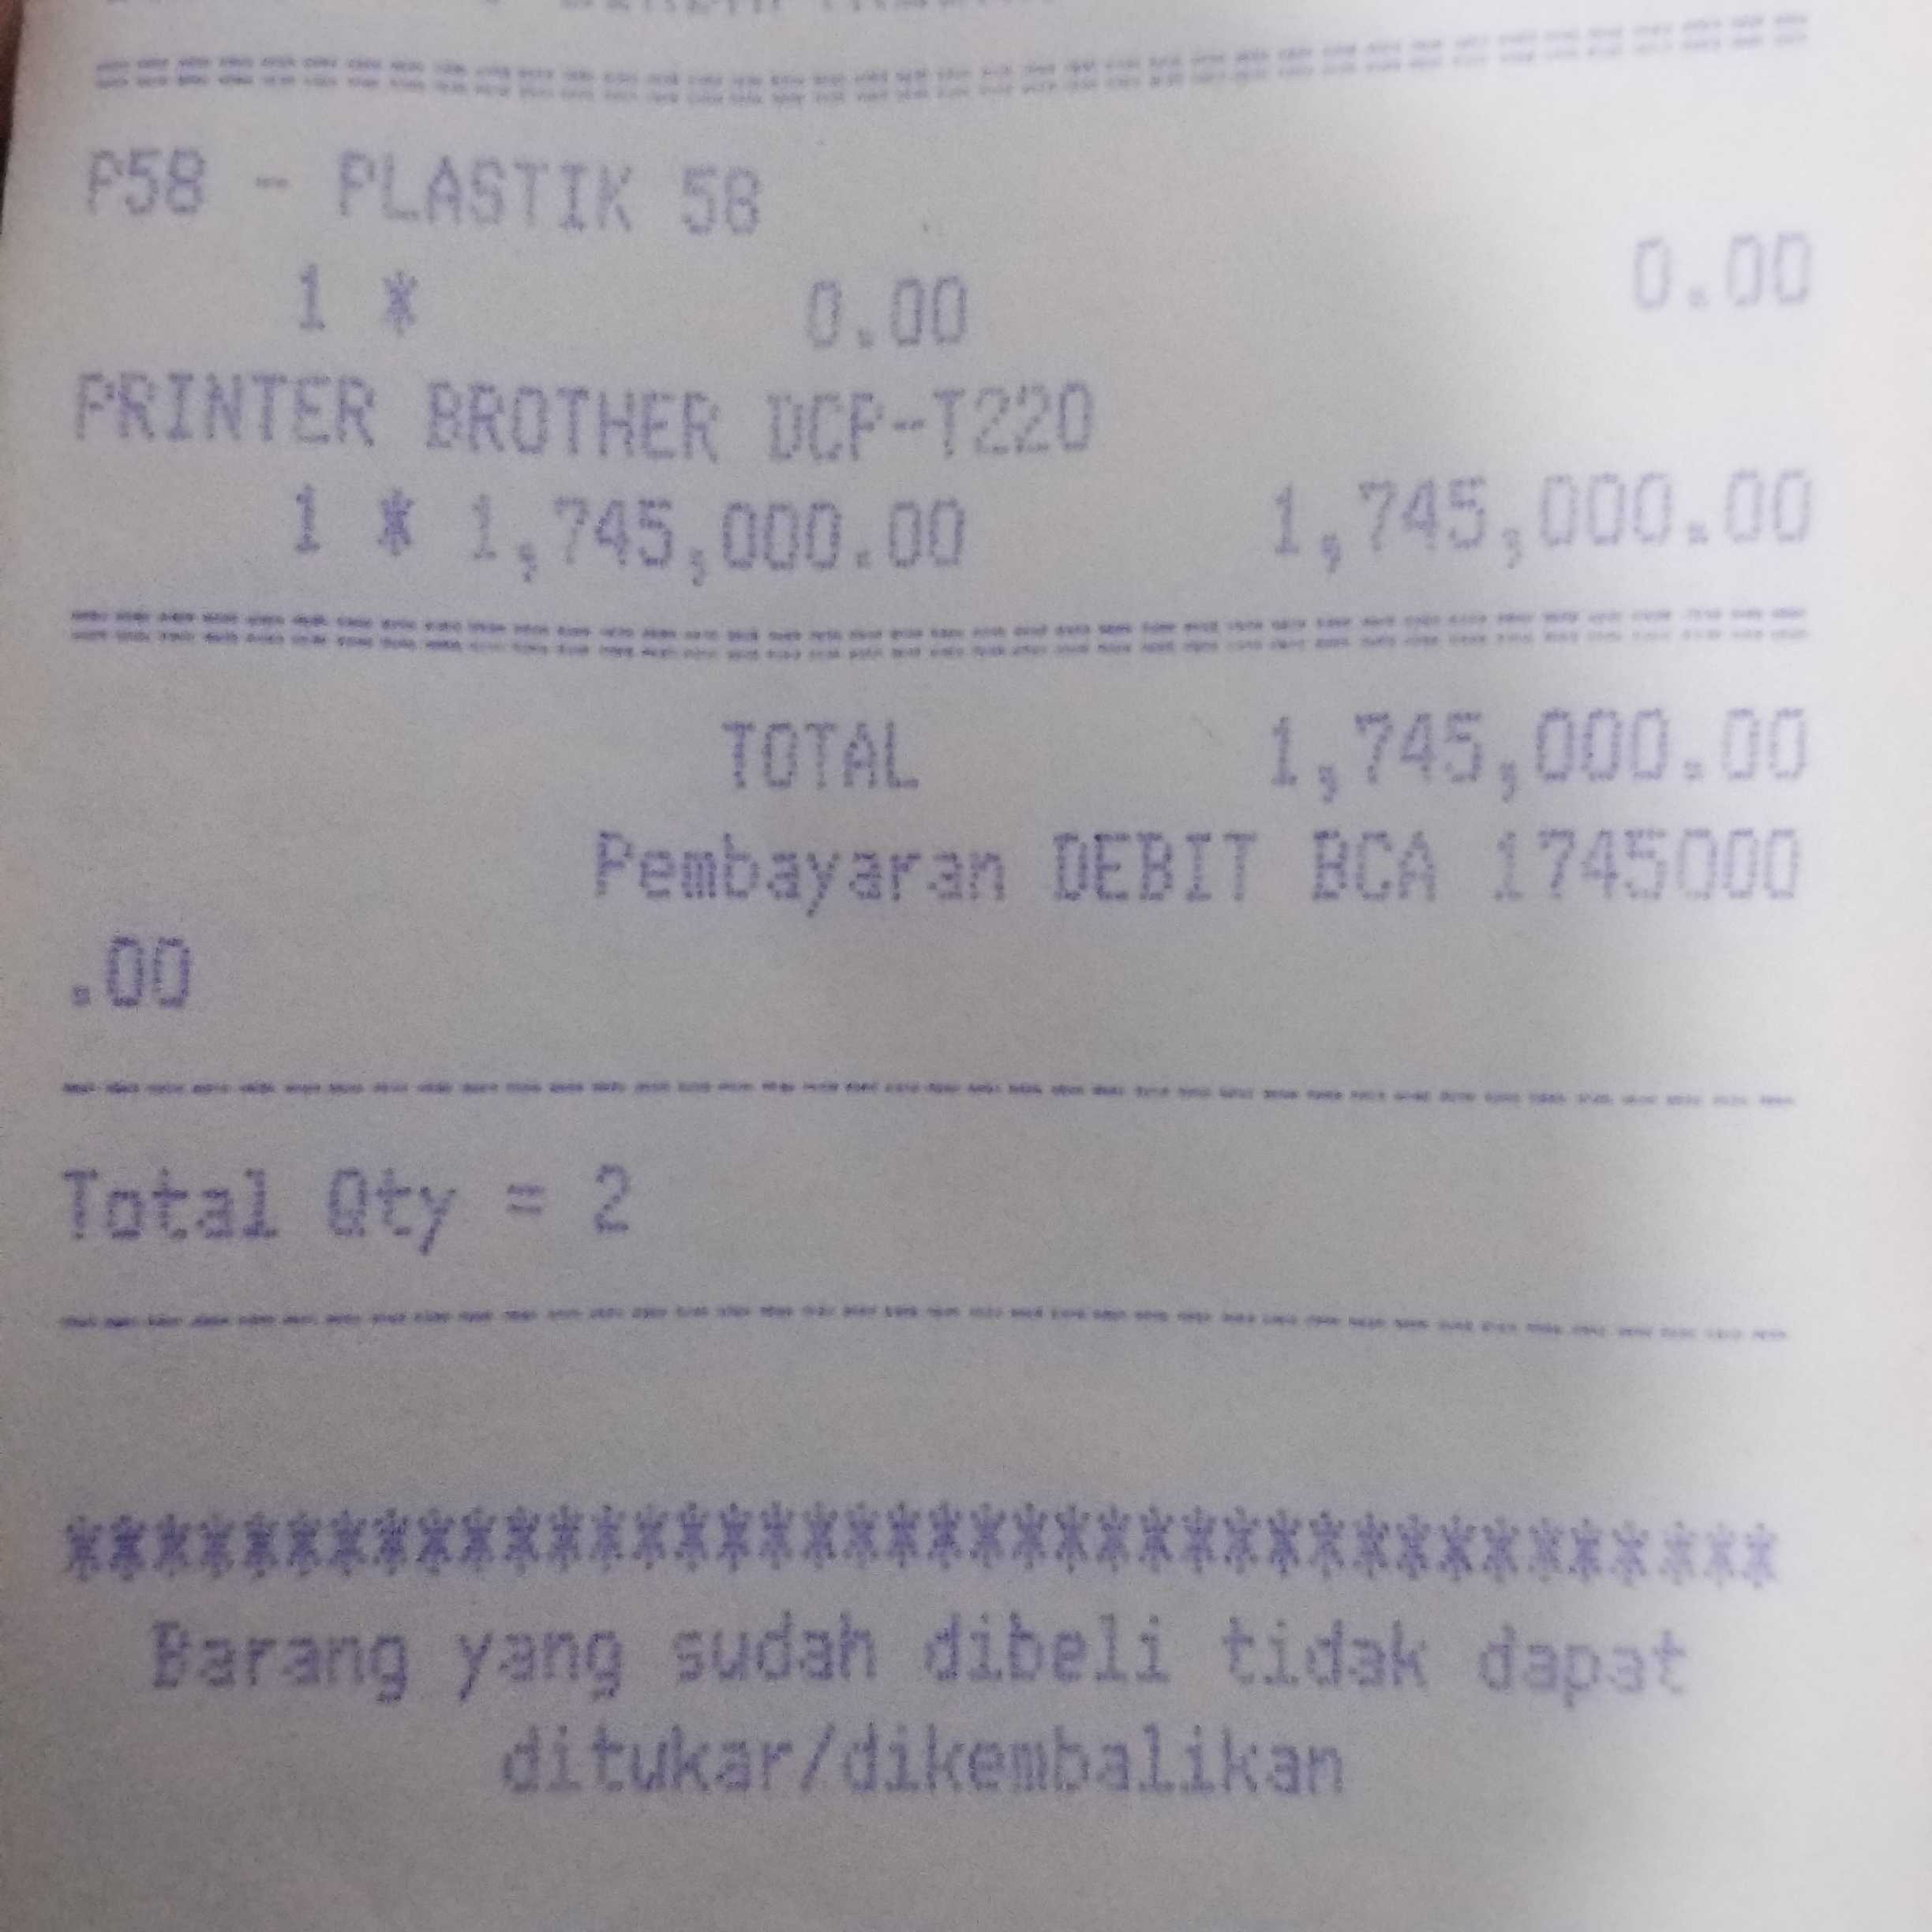 P58 - PLASTIK 58
1 * 0.00 0.00
PRINTER BROTHER DCP-T220
1 * 1,745,000.00 1,745,000.00
TOTAL 1,745,000.00
Pembayaran DEBIT BCA 1745000
.00
Total Qty = 2
****************************************
Barang yang sudah dibeli tidak dapat
ditukar/dikembalikan